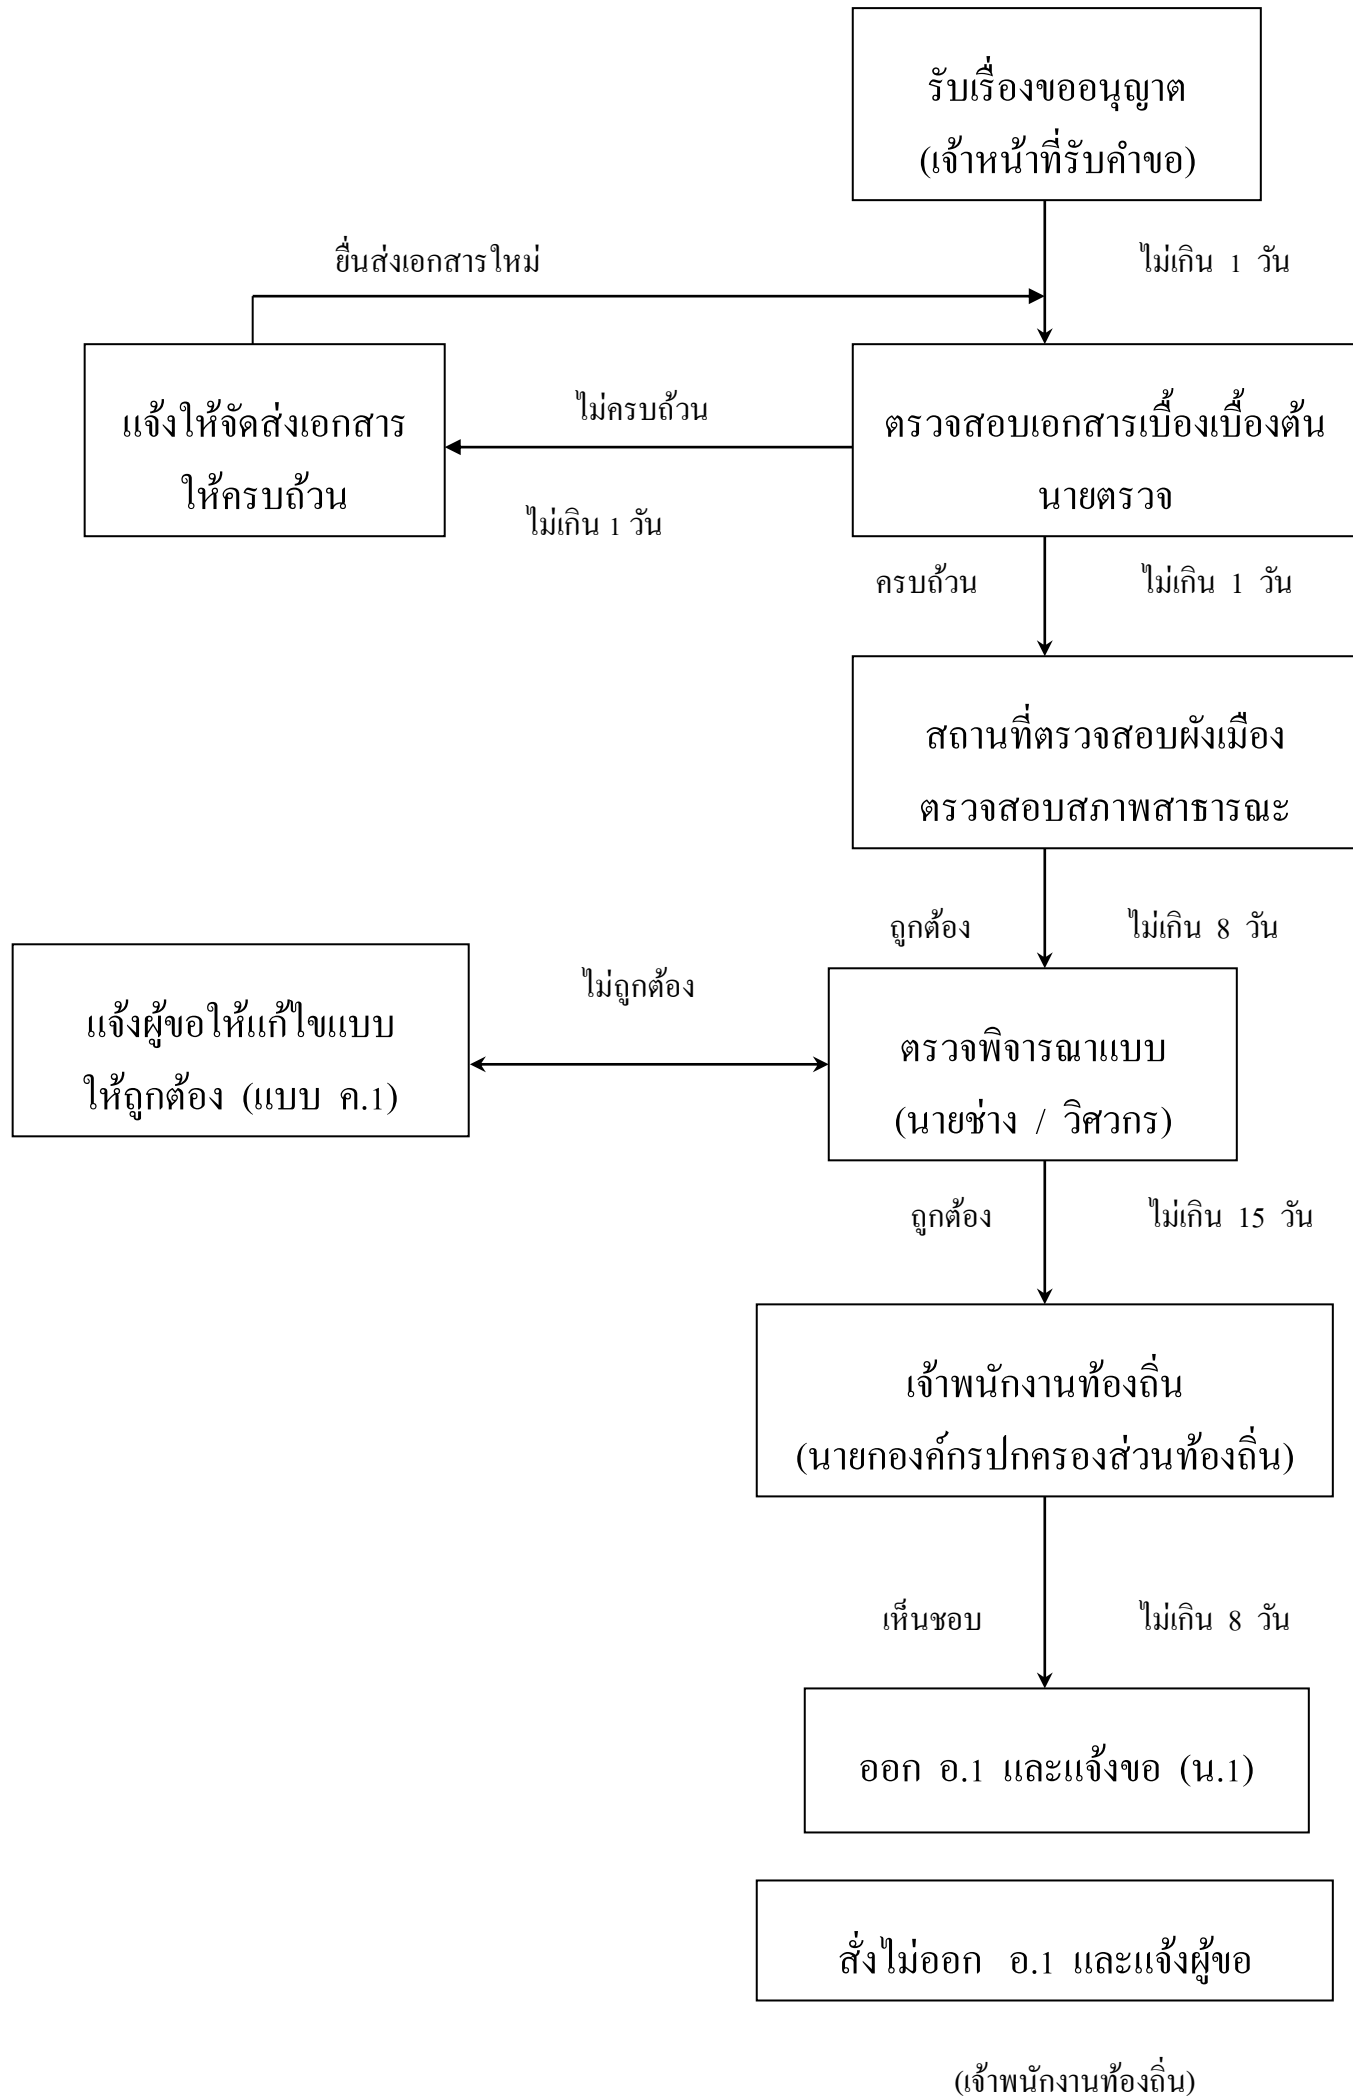 รับเรื่องขออนุญาต
(เจ้าหน้าที่รับคำขอ)
ยื่นส่งเอกสารใหม่
ไม่เกิน 1 วัน
แจ้งให้จัดส่งเอกสาร
ให้ครบถ้วน
ไม่ครบถ้วน
ไม่เกิน 1 วัน
ตรวจสอบเอกสารเบื้องเบื้องต้น
นายตรวจ
ครบถ้วน
ไม่เกิน 1 วัน
สถานที่ตรวจสอบผังเมือง
ตรวจสอบสภาพสาธารณะ
ถูกต้อง
ไม่เกิน 8 วัน
แจ้งผู้ขอให้แก้ไขแบบ
ให้ถูกต้อง (แบบ ค.1)
ไม่ถูกต้อง
ตรวจพิจารณาแบบ
(นายช่าง / วิศวกร)
ถูกต้อง
ไม่เกิน 15 วัน
เจ้าพนักงานท้องถิ่น
(นายกองค์กรปกครองส่วนท้องถิ่น)
เห็นชอบ
ไม่เกิน 8 วัน
ออก อ.1 และแจ้งขอ (น.1)
สั่งไม่ออก อ.1 และแจ้งผู้ขอ
(เจ้าพนักงานท้องถิ่น)